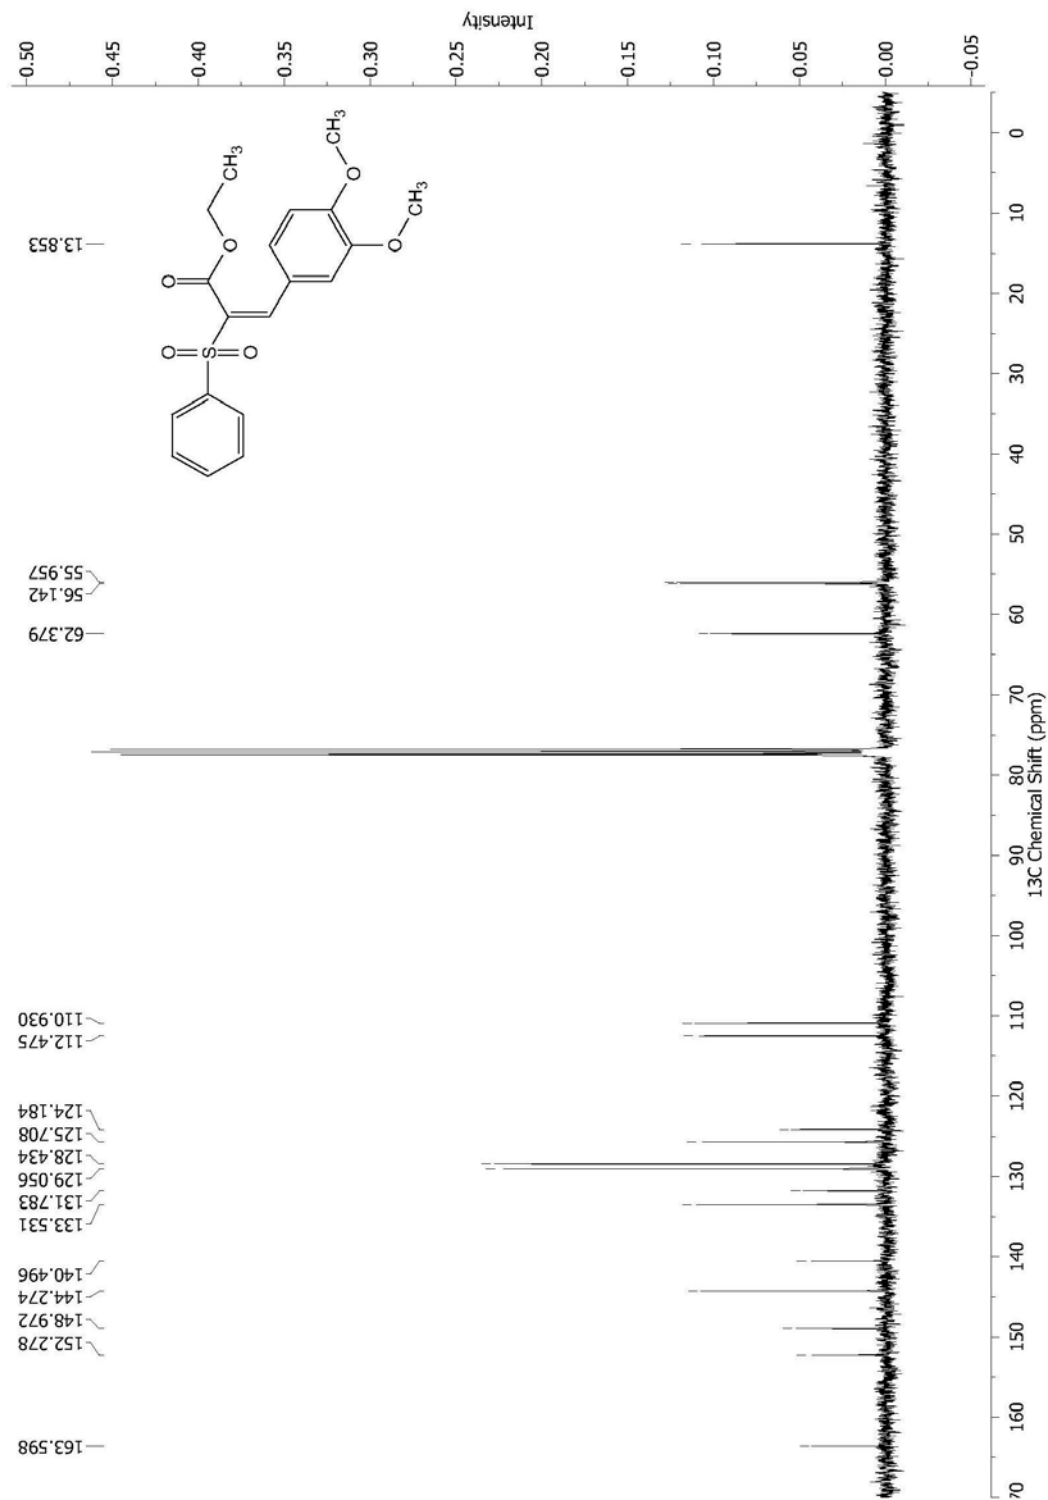 163.598
152.278
148.972
144.274
140.496
133.531
131.783
129.056
128.434
125.708
124.184
112.475
110.930
62.379
56.142
55.957
13.853
O
O
S
O
O
CH3
O
CH3
O
CH3
0.50
0.45
0.40
0.35
0.30
0.25
0.20
0.15
0.10
0.05
0.00
-0.05
Intensity
70 160 150 140 130 120 110 100 90 80 70 60 50 40 30 20 10 0
13C Chemical Shift (ppm)